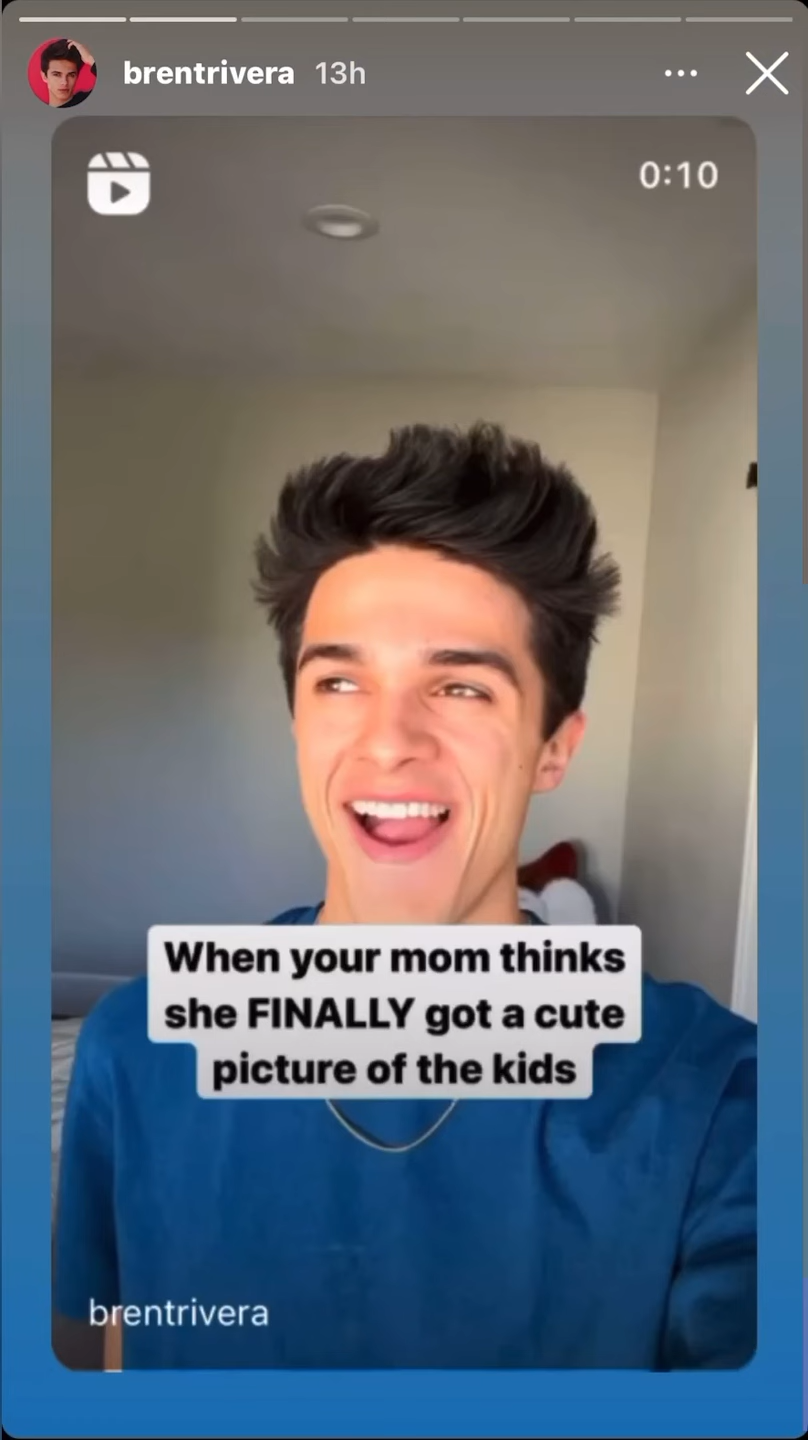 brentrivera 13h
0:10
When your mom thinks
she FINALLY got a cute
picture of the kids
brentrivera